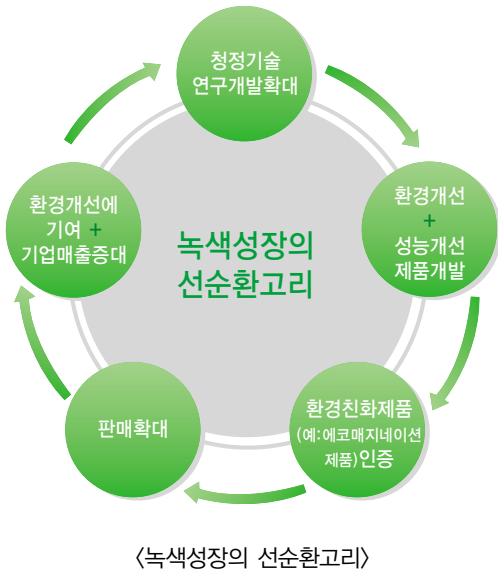 청정기술
연구개발확대
환경개선
+
성능개선
제품개발
환경친화제품
(예:에코매지네이션
제품)인증
판매확대
환경개선에
기여 +
기업매출증대
녹색성장의
선순환고리
〈녹색성장의 선순환고리〉